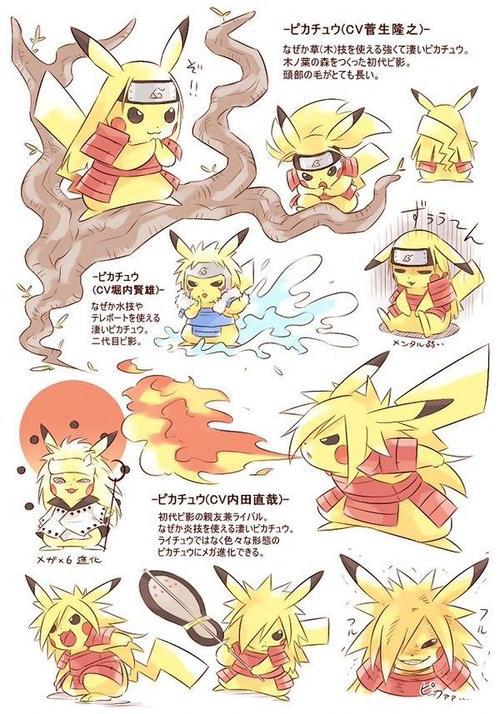 -ピカチュウ(CV菅生隆之)-
なぜか草(木)技を使える強くて凄いピカチュウ。
木ノ葉の森をつくった初代ピ影。
頭部の毛がとても長い。
ぞ!!
ずううてん
-ピカチュウ
(CV堀内賢雄)-
なぜか水技や
テレポートを使える
凄いピカチュウ。
二代目ピ影。
メンタル弱い
-ピカチュウ(CV内田直哉)-
初代ピ影の親友兼ライバル。
なぜか炎技を使える凄いピカチュウ。
ライチュウではなく色々な形態の
ピカチュウにメガ進化できる。
メガ×6 進化
フル
フル
ピカァァ…